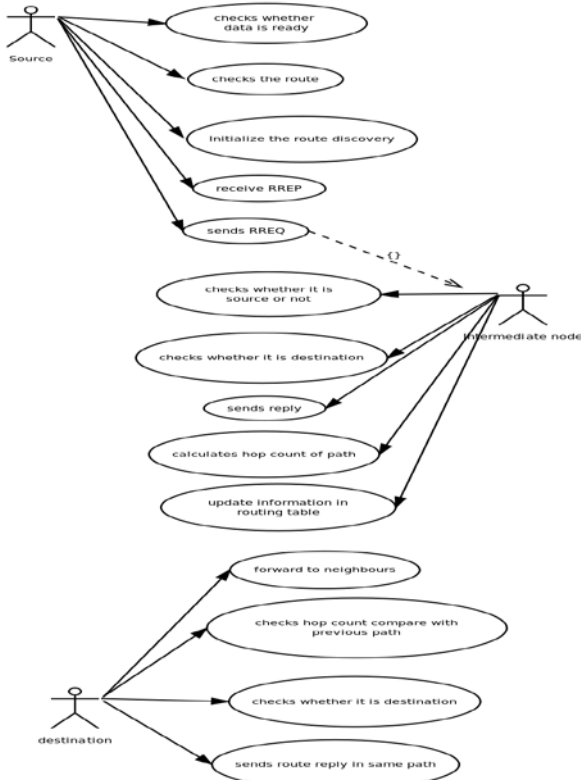 checks whether
data is ready
Source
checks the route
Initialize the route discovery
receive RREP
sends RREQ
{}
checks whether it is
source or not
intermediate node
checks whether it is destination
sends reply
calculates hop count of path
update information in
routing table
forward to neighbours
checks hop count compare with
previous path
checks whether it is destination
destination
sends route reply in same path